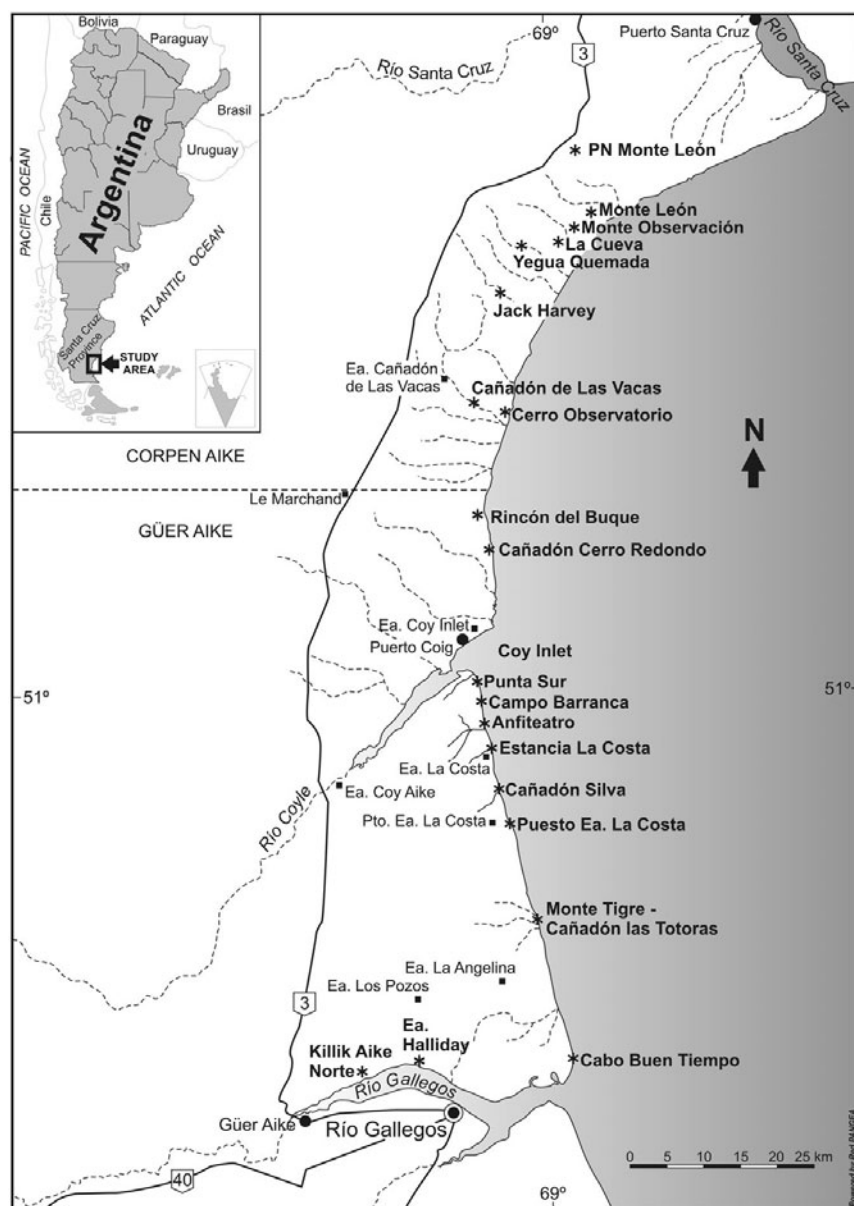 Bolivia
Paraguay
Brasil
Uruguay
Argentina
Chile
PACIFIC OCEAN
ATLANTIC OCEAN
Santa Cruz
Province
STUDY
AREA
69º
3
Puerto Santa Cruz
Río Santa Cruz
Río Santa Cruz
PN Monte León
Monte León
Monte Observación
La Cueva
Yegua Quemada
Jack Harvey
Ea. Cañadón
de Las Vacas
Cañadón de Las Vacas
Cerro Observatorio
N
CORPEN AIKE
Le Marchand
GÜER AIKE
Rincón del Buque
Cañadón Cerro Redondo
Ea. Coy Inlet
Puerto Coig
Coy Inlet
51º
51º
Punta Sur
Campo Barranca
Anfiteatro
Estancia La Costa
Ea. La Costa
Ea. Coy Aike
Cañadón Silva
Río Coyle
Pto. Ea. La Costa
Puesto Ea. La Costa
Monte Tigre -
Cañadón las Totoras
Ea. La Angelina
Ea. Los Pozos
3
Ea.
Halliday
Killik Aike
Norte
Cabo Buen Tiempo
Río Gallegos
Güer Aike
Río Gallegos
40
0 5 10 15 20 25 km
69º
Powered by Red PANGEA